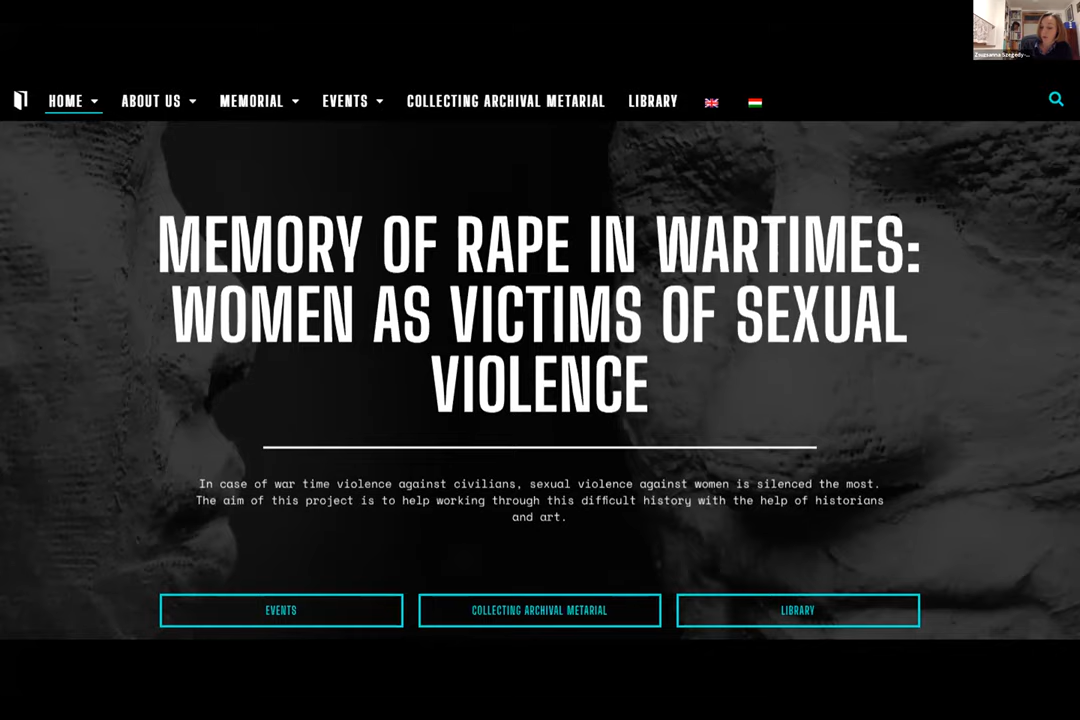 Zsuzsanna Szegedy-...
HOME
ABOUT US
MEMORIAL
EVENTS
COLLECTING ARCHIVAL METARIAL
LIBRARY
MEMORY OF RAPE IN WARTIMES:
WOMEN AS VICTIMS OF SEXUAL
VIOLENCE
In case of war time violence against civilians, sexual violence against women is silenced the most.
The aim of this project is to help working through this difficult history with the help of historians
and art.
EVENTS
COLLECTING ARCHIVAL METARIAL
LIBRARY